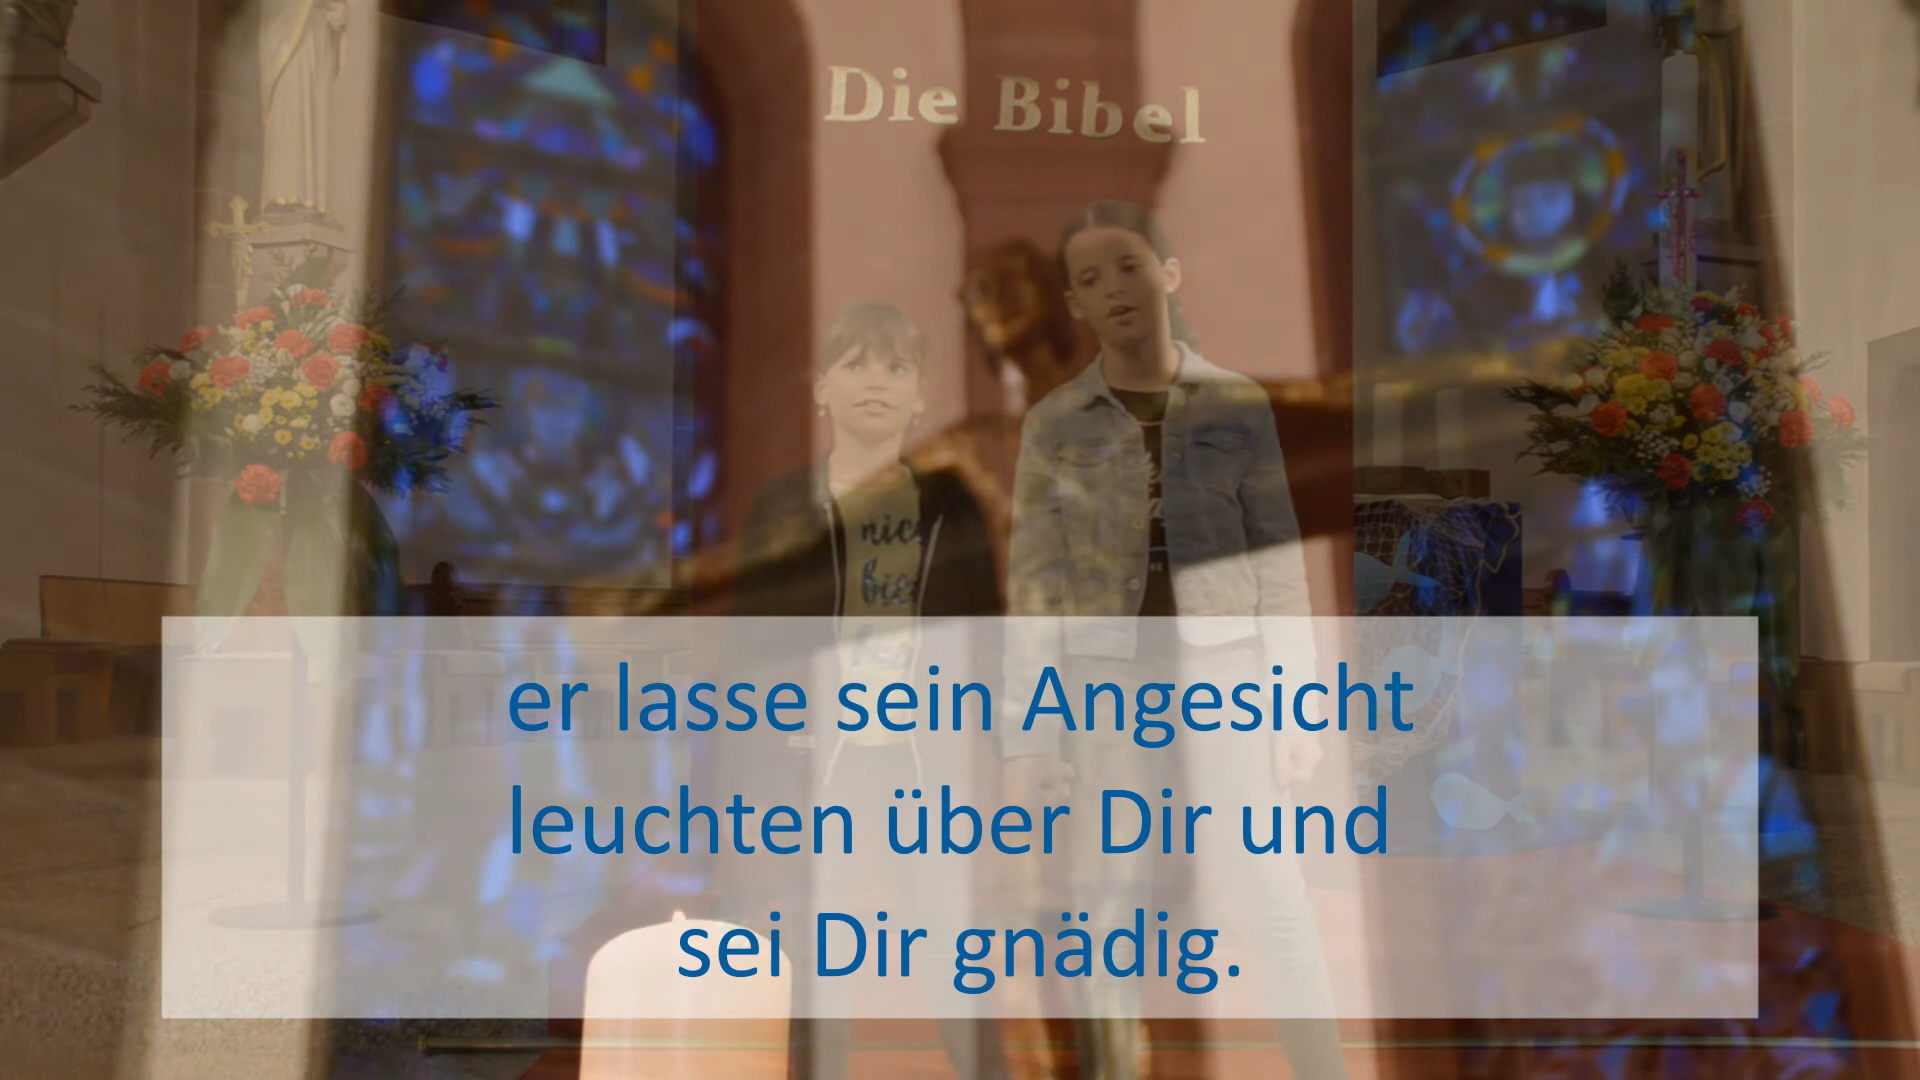 Die Bibel
er lasse sein Angesicht
leuchten über Dir und
sei Dir gnädig.